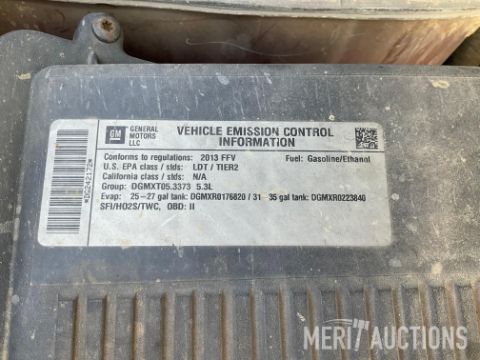 GM
GENERAL
MOTORS
LLC
VEHICLE EMISSION CONTROL
INFORMATION
Conforms to regulations: 2013 FFV Fuel: Gasoline/Ethanol
U.S. EPA class / stds: LDT / TIER2
California class / stds: N/A
Group: DGMXT05.3373 5.3L
Evap: 25-27 gal tank: DGMXR0176820 / 31 35 gal tank: DGMXR0223840
SFI/HO2S/TWC, OBD: II
MERIT AUCTIONS